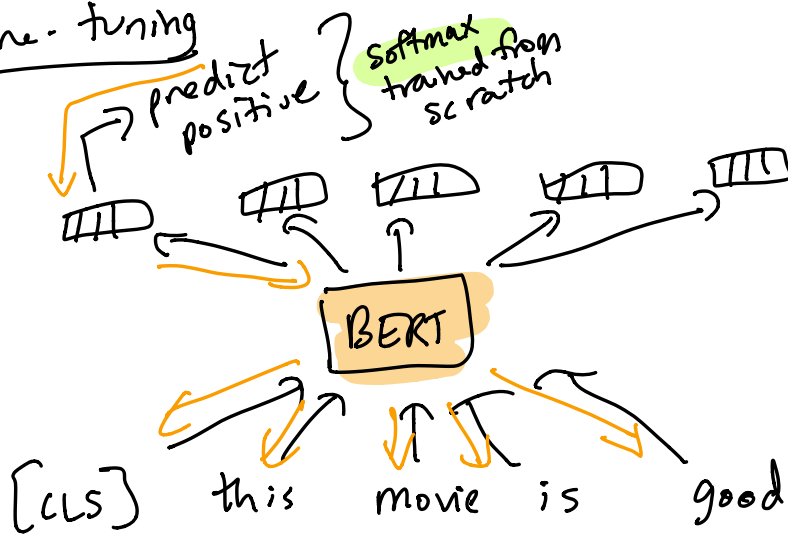 ne-tuning
predict
positive
softmax
trained from
scratch
BERT
[CLS] this movie is good